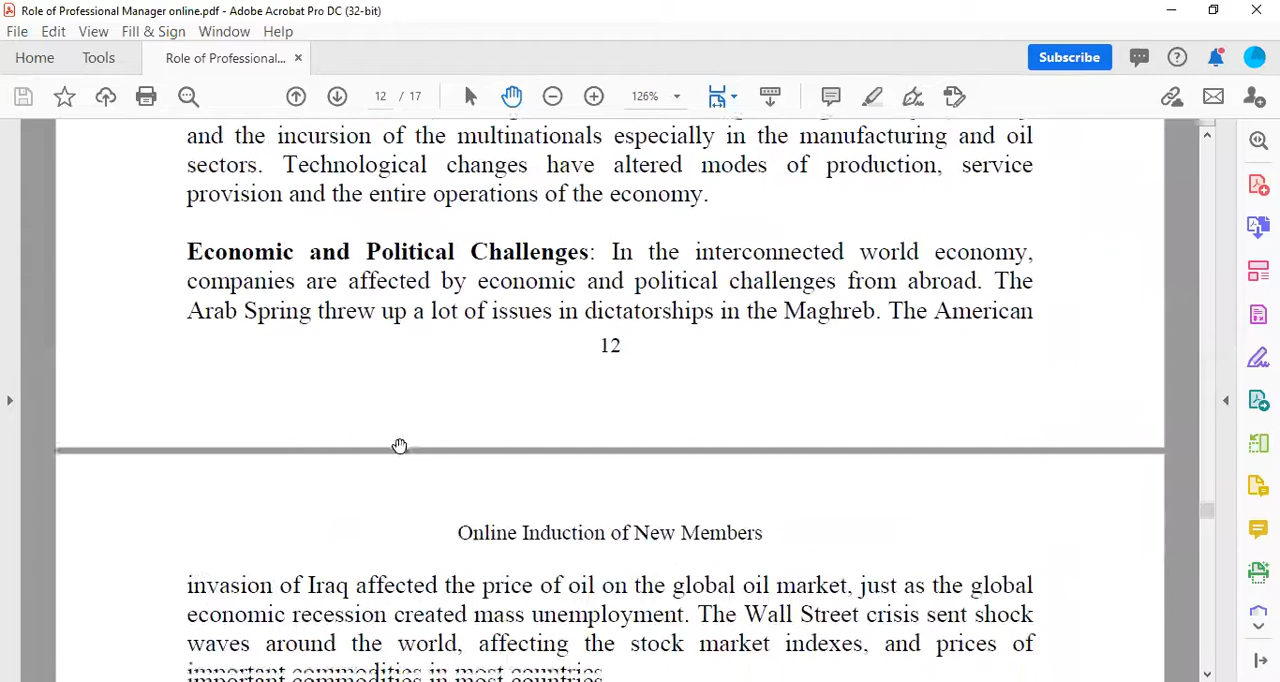 Role of Professional Manager online.pdf - Adobe Acrobat Pro DC (32-bit)
File Edit View Fill & Sign Window Help
Home Tools Role of Professional... × Subscribe
12 / 17 126%
and the incursion of the multinationals especially in the manufacturing and oil
sectors. Technological changes have altered modes of production, service
provision and the entire operations of the economy.
Economic and Political Challenges: In the interconnected world economy,
companies are affected by economic and political challenges from abroad. The
Arab Spring threw up a lot of issues in dictatorships in the Maghreb. The American
12
Online Induction of New Members
invasion of Iraq affected the price of oil on the global oil market, just as the global
economic recession created mass unemployment. The Wall Street crisis sent shock
waves around the world, affecting the stock market indexes, and prices of
important commodities in most countries.